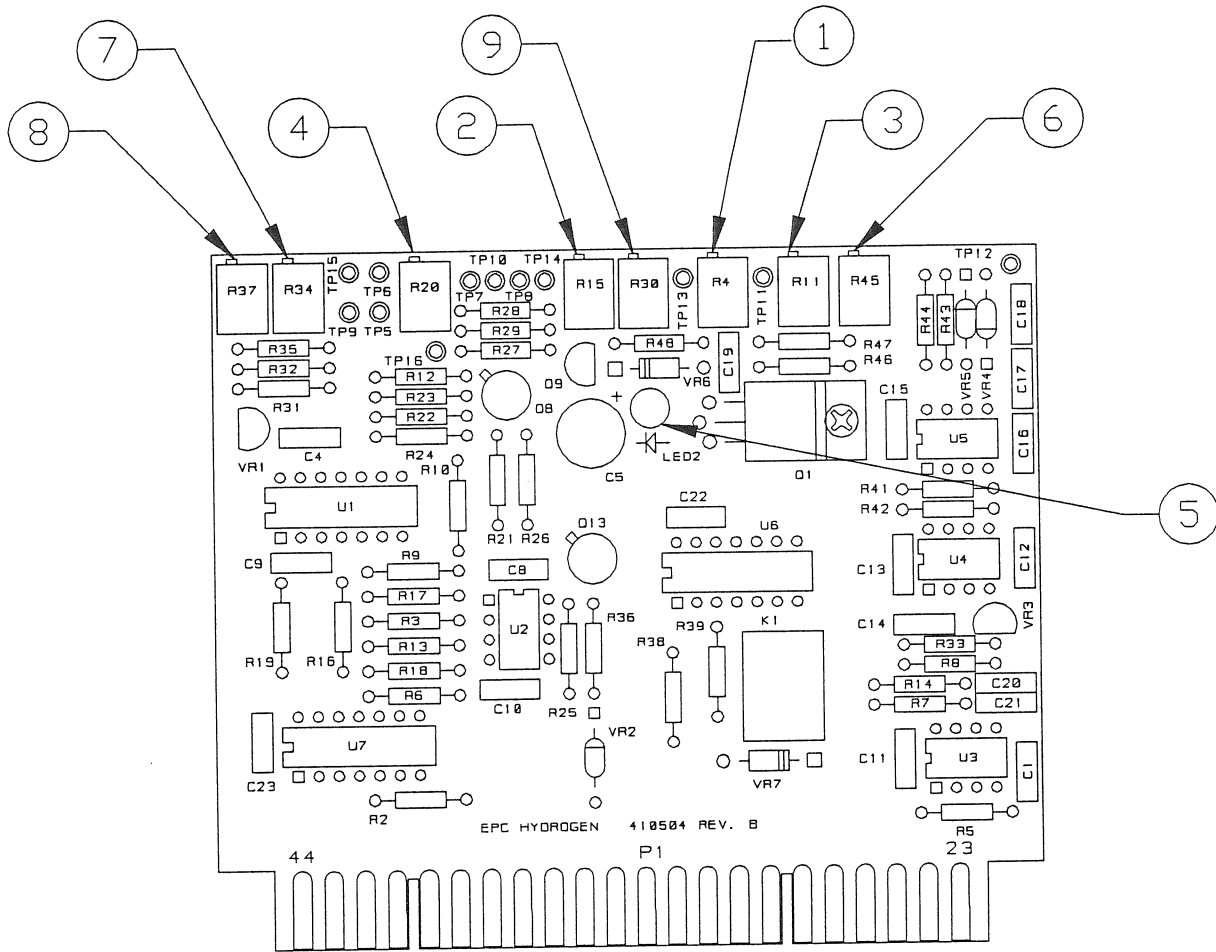 7 9 1
8 4 2 3 6
R37 R34 TP15 TP6 R20 TP10 TP14 R15 R30 TP13 R4 TP11 R11 R45 TP12
TP9 TP5 TP7 TP8 R44 R43 C18
R28
R29
R27
R35
R32
R31
TP16
R12
R23
R22
R24
R48
VR6
C19
R47
R46
VR5 VR4 C17
VR1 C4 R10 Q9 Q8 + C5 LED2 Q1 C15 U5 C16
R41
R42
5
U1 R21 R26 Q13 C22 U6 C13 U4 C12
C9 R9 C8
R17
R3
R13
R18
R6
R19 R16 U2 R25 R36 R38 R39 K1
C14 VR3
R33
R8
R14 C20
R7 C21
C10
C23 U7 VR2 VR7 C11 U3 C1
R2 R5
EPC HYDROGEN 410504 REV. B
44 P1 23